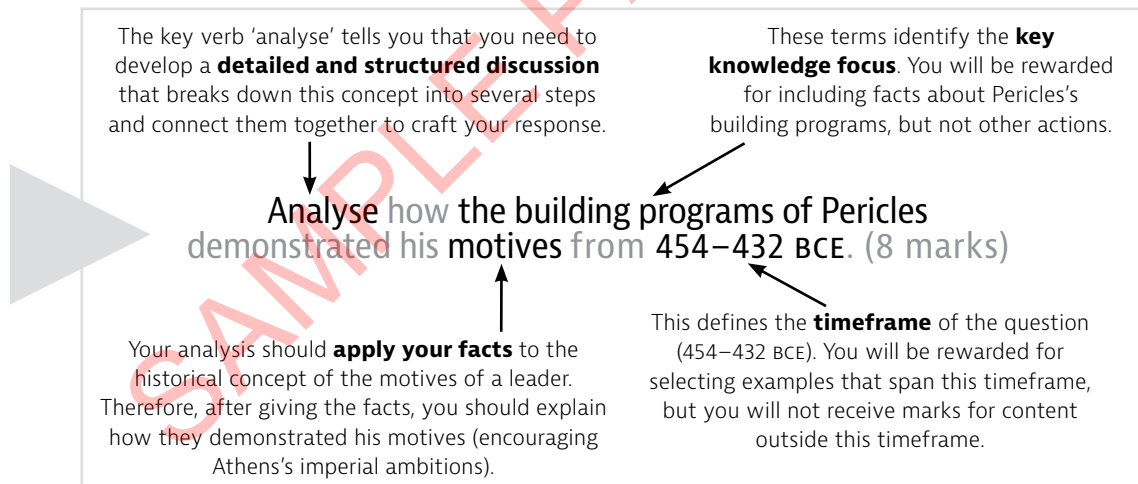 The key verb ‘analyse’ tells you that you need to
develop a detailed and structured discussion
that breaks down this concept into several steps
and connect them together to craft your response.
These terms identify the key
knowledge focus. You will be rewarded
for including facts about Pericles’s
building programs, but not other actions.
Analyse how the building programs of Pericles
demonstrated his motives from 454–432 BCE. (8 marks)
Your analysis should apply your facts to the
historical concept of the motives of a leader.
Therefore, after giving the facts, you should explain
how they demonstrated his motives (encouraging
Athens’s imperial ambitions).
This defines the timeframe of the question
(454–432 BCE). You will be rewarded for
selecting examples that span this timeframe,
but you will not receive marks for content
outside this timeframe.
SAMPLE